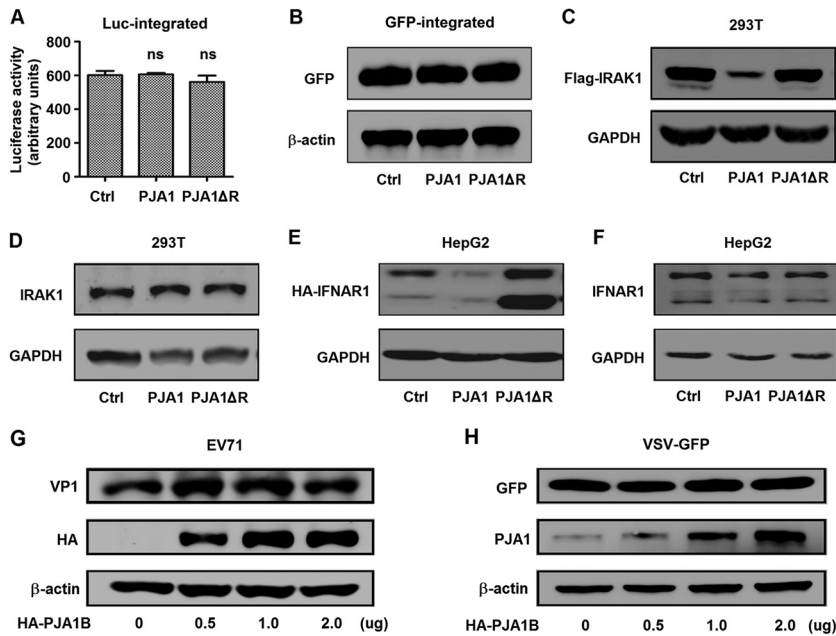 A
Luc-integrated
Luciferase activity
(arbitrary units)
800
600
400
200
0
ns
ns
Ctrl PJA1 PJA1ΔR
B
GFP-integrated
GFP
β-actin
Ctrl PJA1 PJA1ΔR
C
293T
Flag-IRAK1
GAPDH
Ctrl PJA1 PJA1ΔR
D
293T
IRAK1
GAPDH
Ctrl PJA1 PJA1ΔR
E
HepG2
HA-IFNAR1
GAPDH
Ctrl PJA1 PJA1ΔR
F
HepG2
IFNAR1
GAPDH
Ctrl PJA1 PJA1ΔR
G
EV71
VP1
HA
β-actin
HA-PJA1B 0 0.5 1.0 2.0 (ug)
H
VSV-GFP
GFP
PJA1
β-actin
HA-PJA1B 0 0.5 1.0 2.0 (ug)